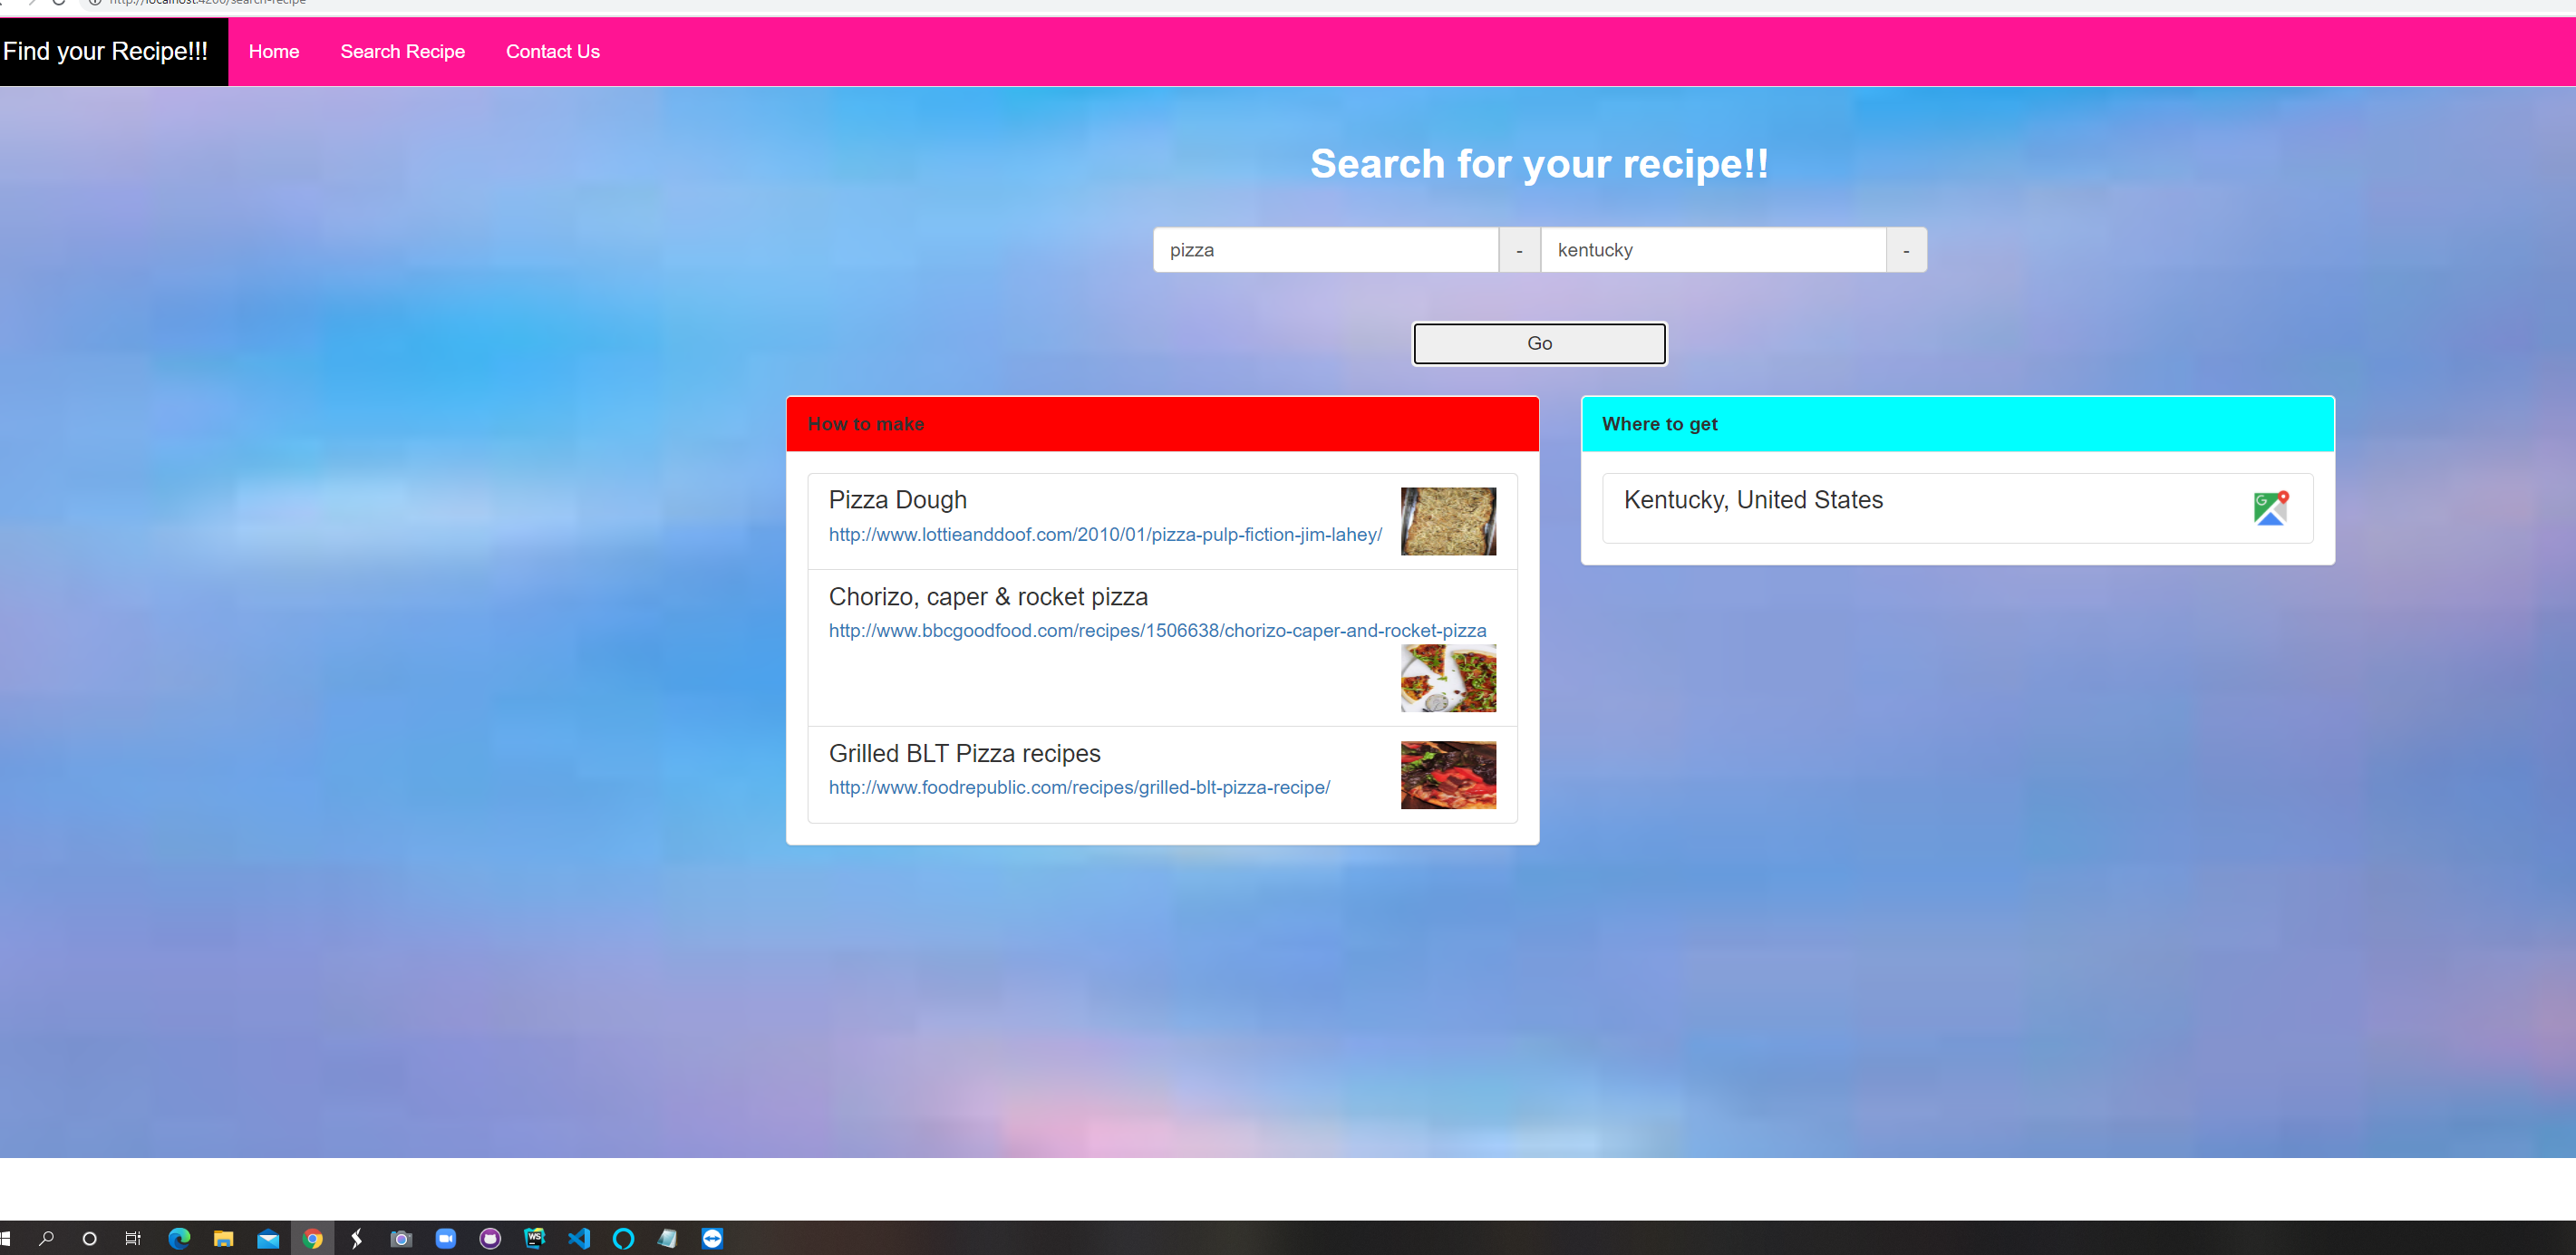 http://localhost:4200/search-recipe
Find your Recipe!!! Home Search Recipe Contact Us
Search for your recipe!!
pizza - kentucky -
Go
How to make
Pizza Dough
http://www.lottieanddoof.com/2010/01/pizza-pulp-fiction-jim-lahey/
Chorizo, caper & rocket pizza
http://www.bbcgoodfood.com/recipes/1506638/chorizo-caper-and-rocket-pizza
Grilled BLT Pizza recipes
http://www.foodrepublic.com/recipes/grilled-blt-pizza-recipe/
Where to get
Kentucky, United States
G
WS